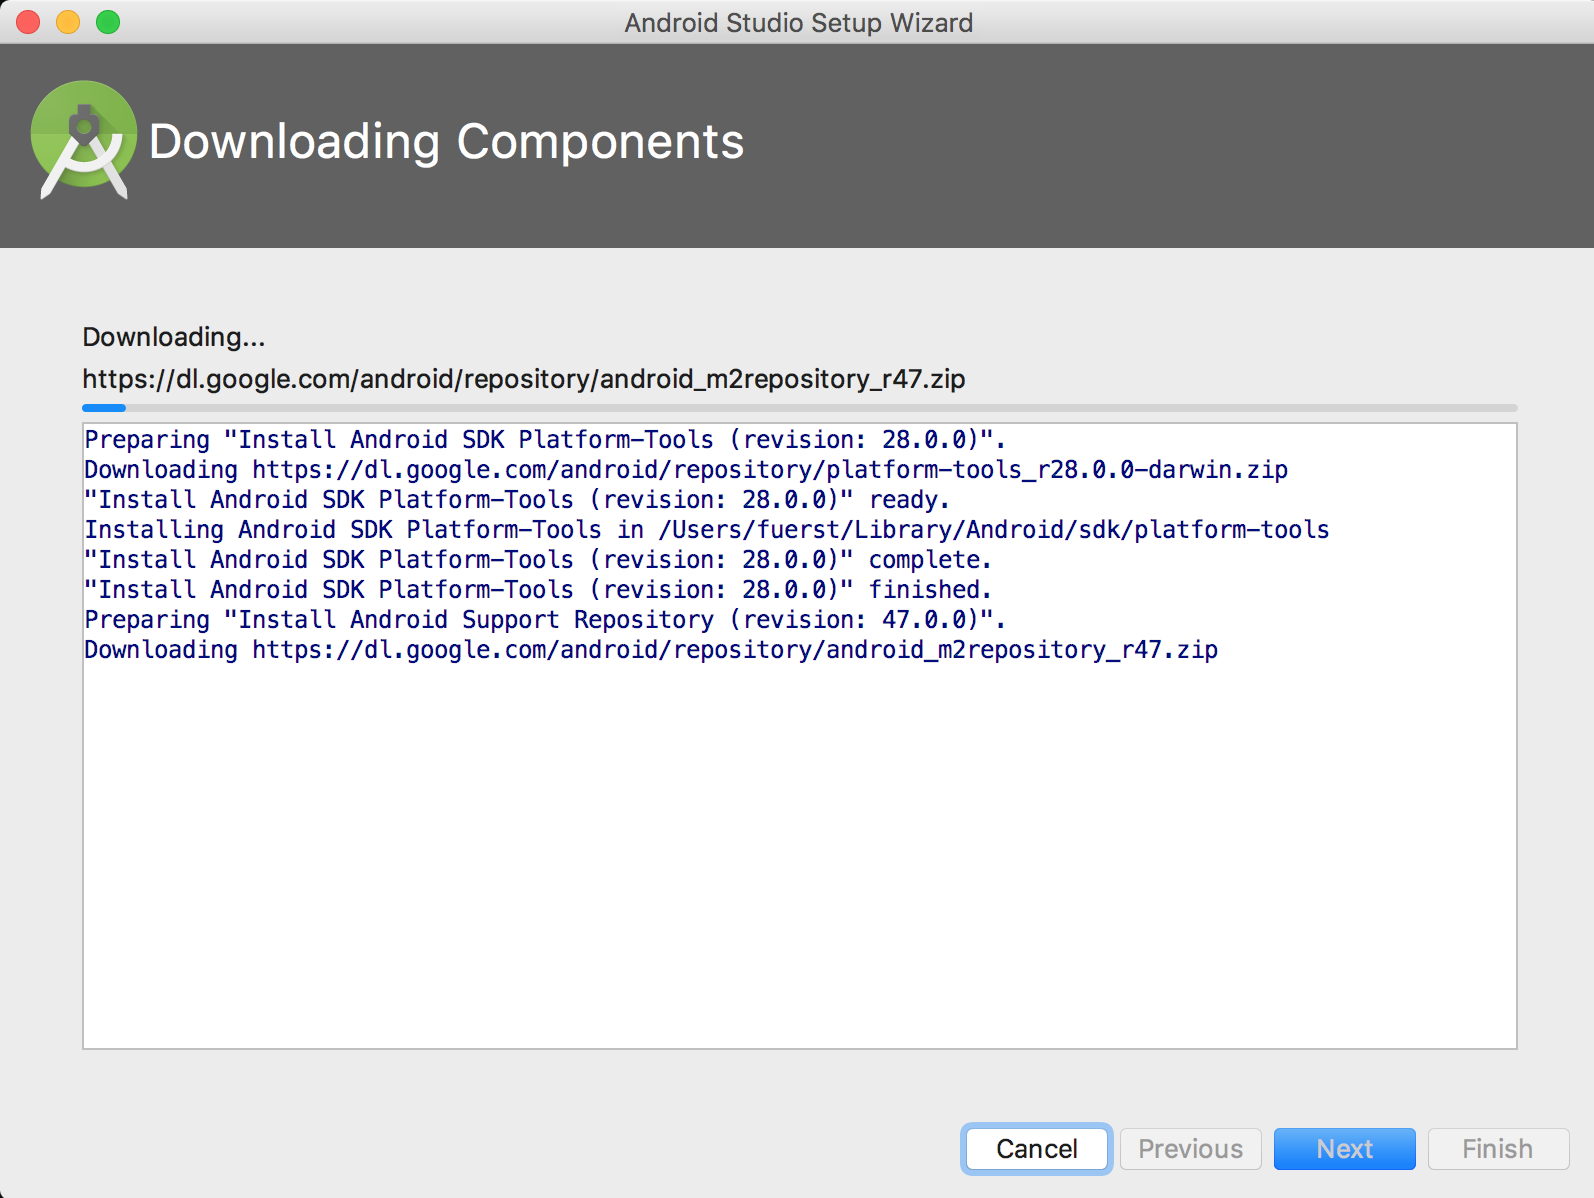 Android Studio Setup Wizard
Downloading Components
Downloading...
https://dl.google.com/android/repository/android_m2repository_r47.zip
Preparing "Install Android SDK Platform-Tools (revision: 28.0.0)".
Downloading https://dl.google.com/android/repository/platform-tools_r28.0.0-darwin.zip
"Install Android SDK Platform-Tools (revision: 28.0.0)" ready.
Installing Android SDK Platform-Tools in /Users/fuerst/Library/Android/sdk/platform-tools
"Install Android SDK Platform-Tools (revision: 28.0.0)" complete.
"Install Android SDK Platform-Tools (revision: 28.0.0)" finished.
Preparing "Install Android Support Repository (revision: 47.0.0)".
Downloading https://dl.google.com/android/repository/android_m2repository_r47.zip
Cancel Previous Next Finish